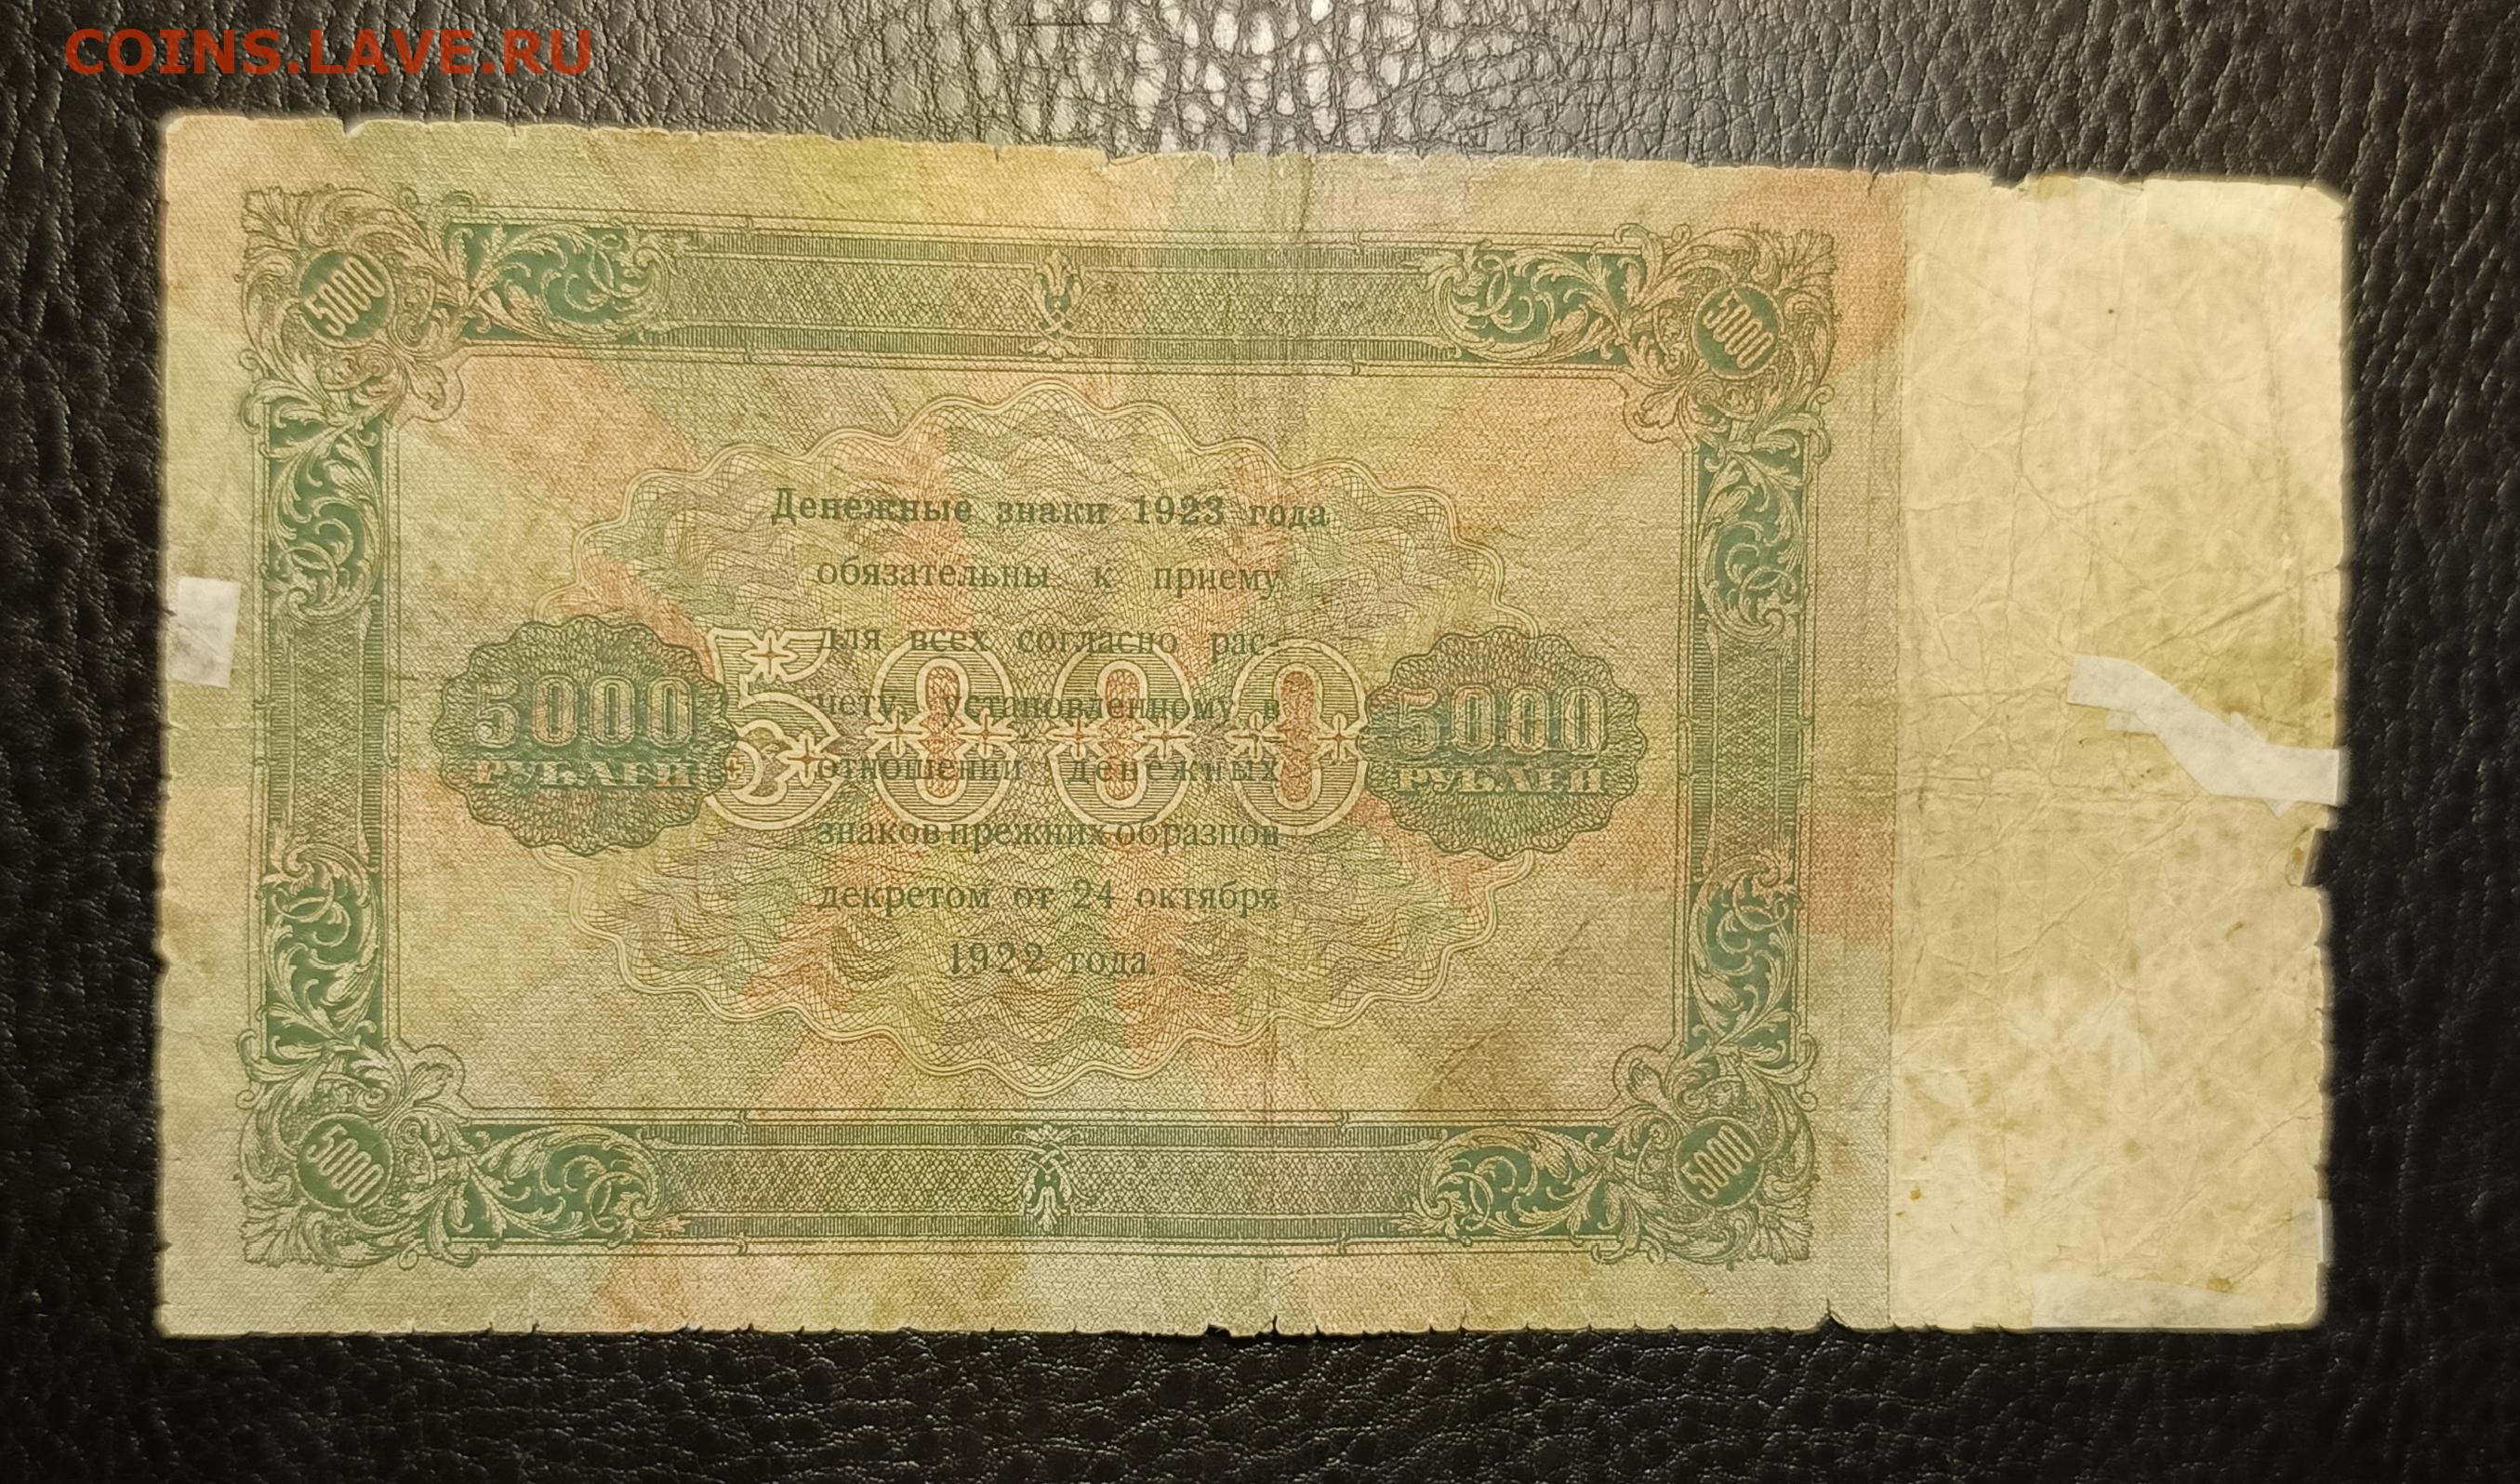 COINS.LAVE.RU
5000
5000
Денежные знаки 1923 года
обязательны к приему
для всех согласно рас-
чету, установленному в
отношении денежных
знаков прежних образцов
декретом от 24 октября
1922 года.
5000
РУБЛЕЙ
5000
5000
РУБЛЕЙ
5000
5000